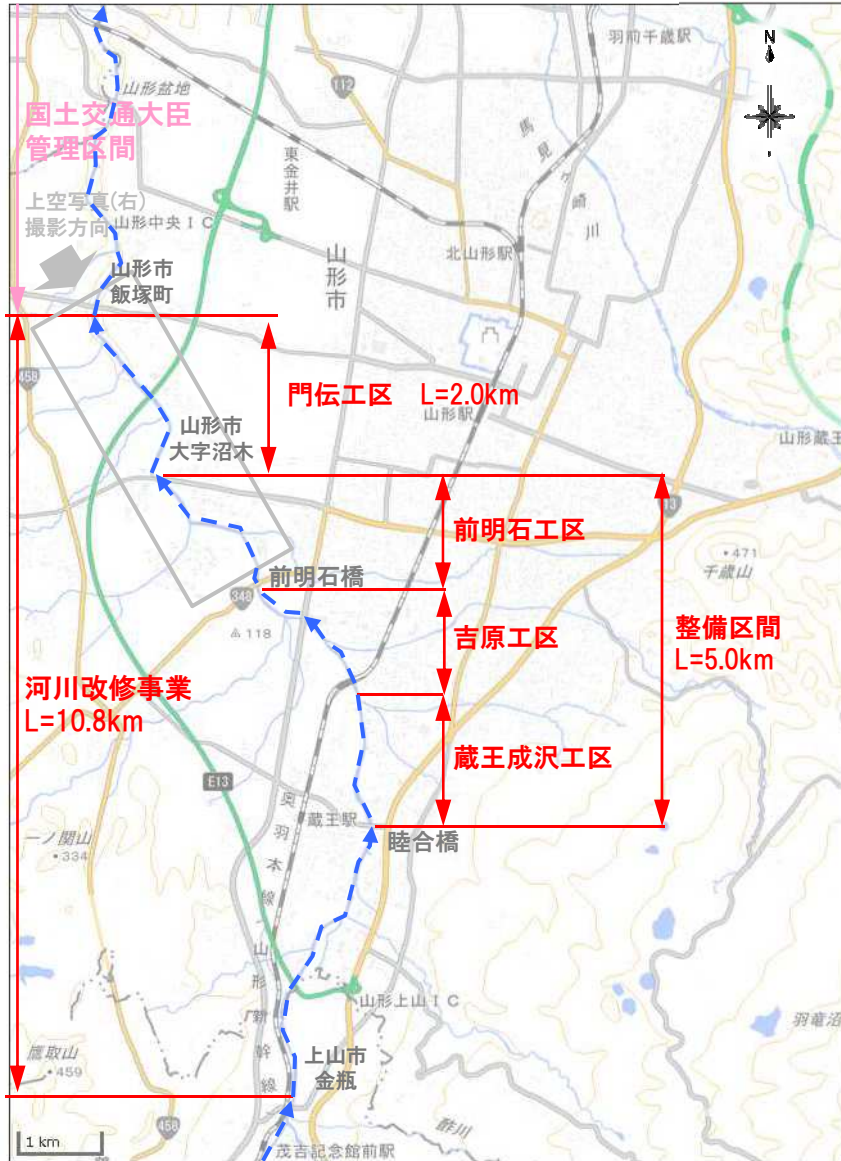 羽前千歳駅
N
山形盆地
112
国土交通大臣
管理区間
馬見ヶ崎川
東金井駅
上空写真(右)
撮影方向
山形中央IC
山形市
北山形駅
山形市
飯塚町
458
門伝工区 L=2.0km
山形駅
山形市
大字沼木
山形蔵王
13
前明石工区
・471
千歳山
前明石橋
348
118
吉原工区
整備区間
L=5.0km
河川改修事業
L=10.8km
蔵王成沢工区
E13
奥羽本線・山形新幹線
蔵王駅
睦合橋
一ノ関山
・334
山形上山IC
羽竜沼
鷹取山
・459
上山市
金瓶
1 km
458
酢川
茂吉記念館前駅